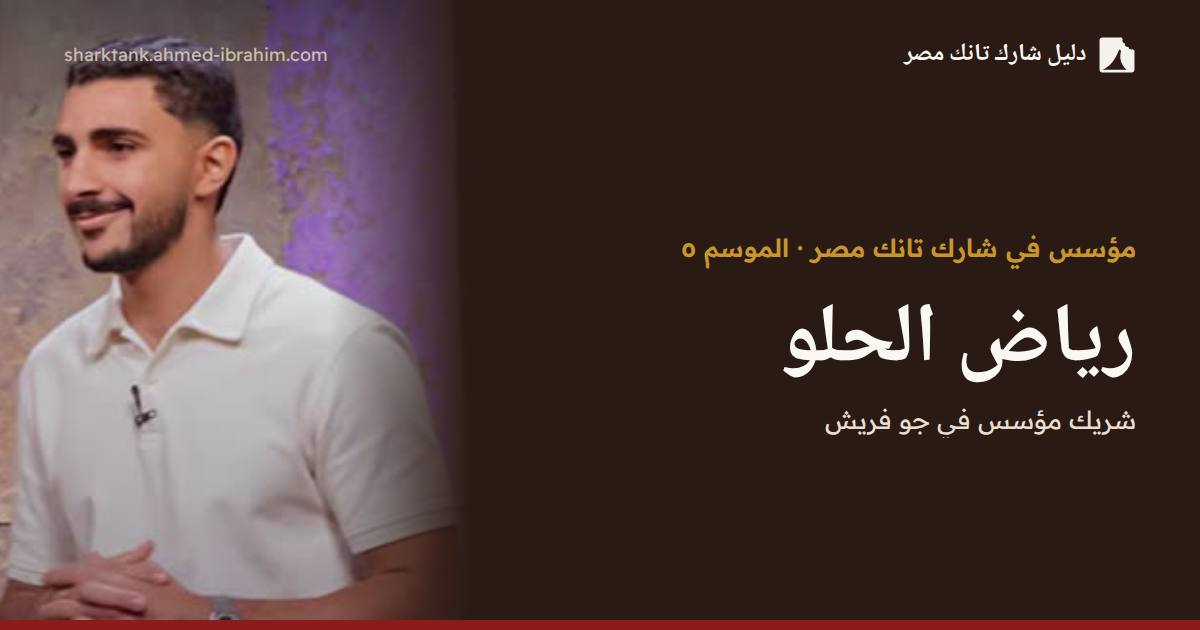 دليل شارك تانك مصر
sharktank.ahmed-ibrahim.com
مؤسس في شارك تانك مصر · الموسم ٥
رياض الحلو
شريك مؤسس في جو فريش